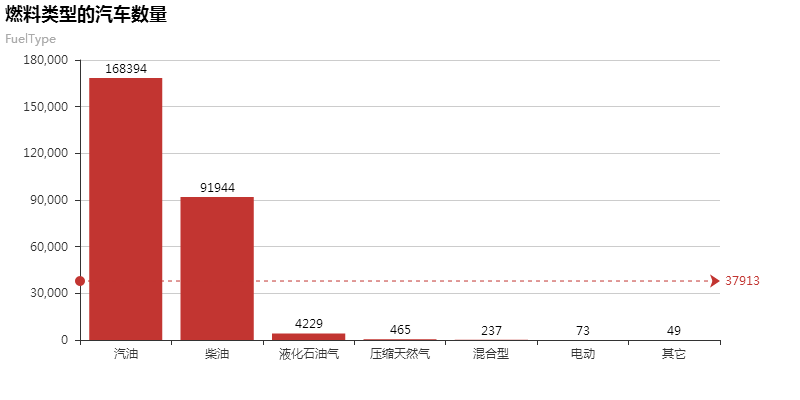 燃料类型的汽车数量
FuelType
180,000
150,000
120,000
90,000
60,000
30,000
0
168394
91944
4229
465
237
73
49
37913
汽油
柴油
液化石油气
压缩天然气
混合型
电动
其它